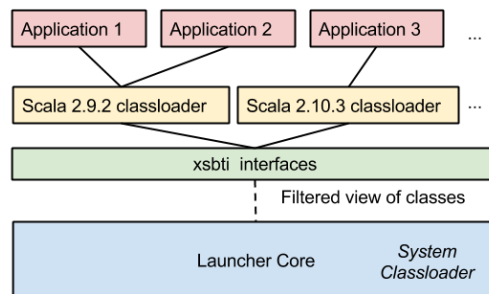 Application 1 Application 2 Application 3 ...
Scala 2.9.2 classloader Scala 2.10.3 classloader ...
xsbti interfaces
Filtered view of classes
Launcher Core System
Classloader